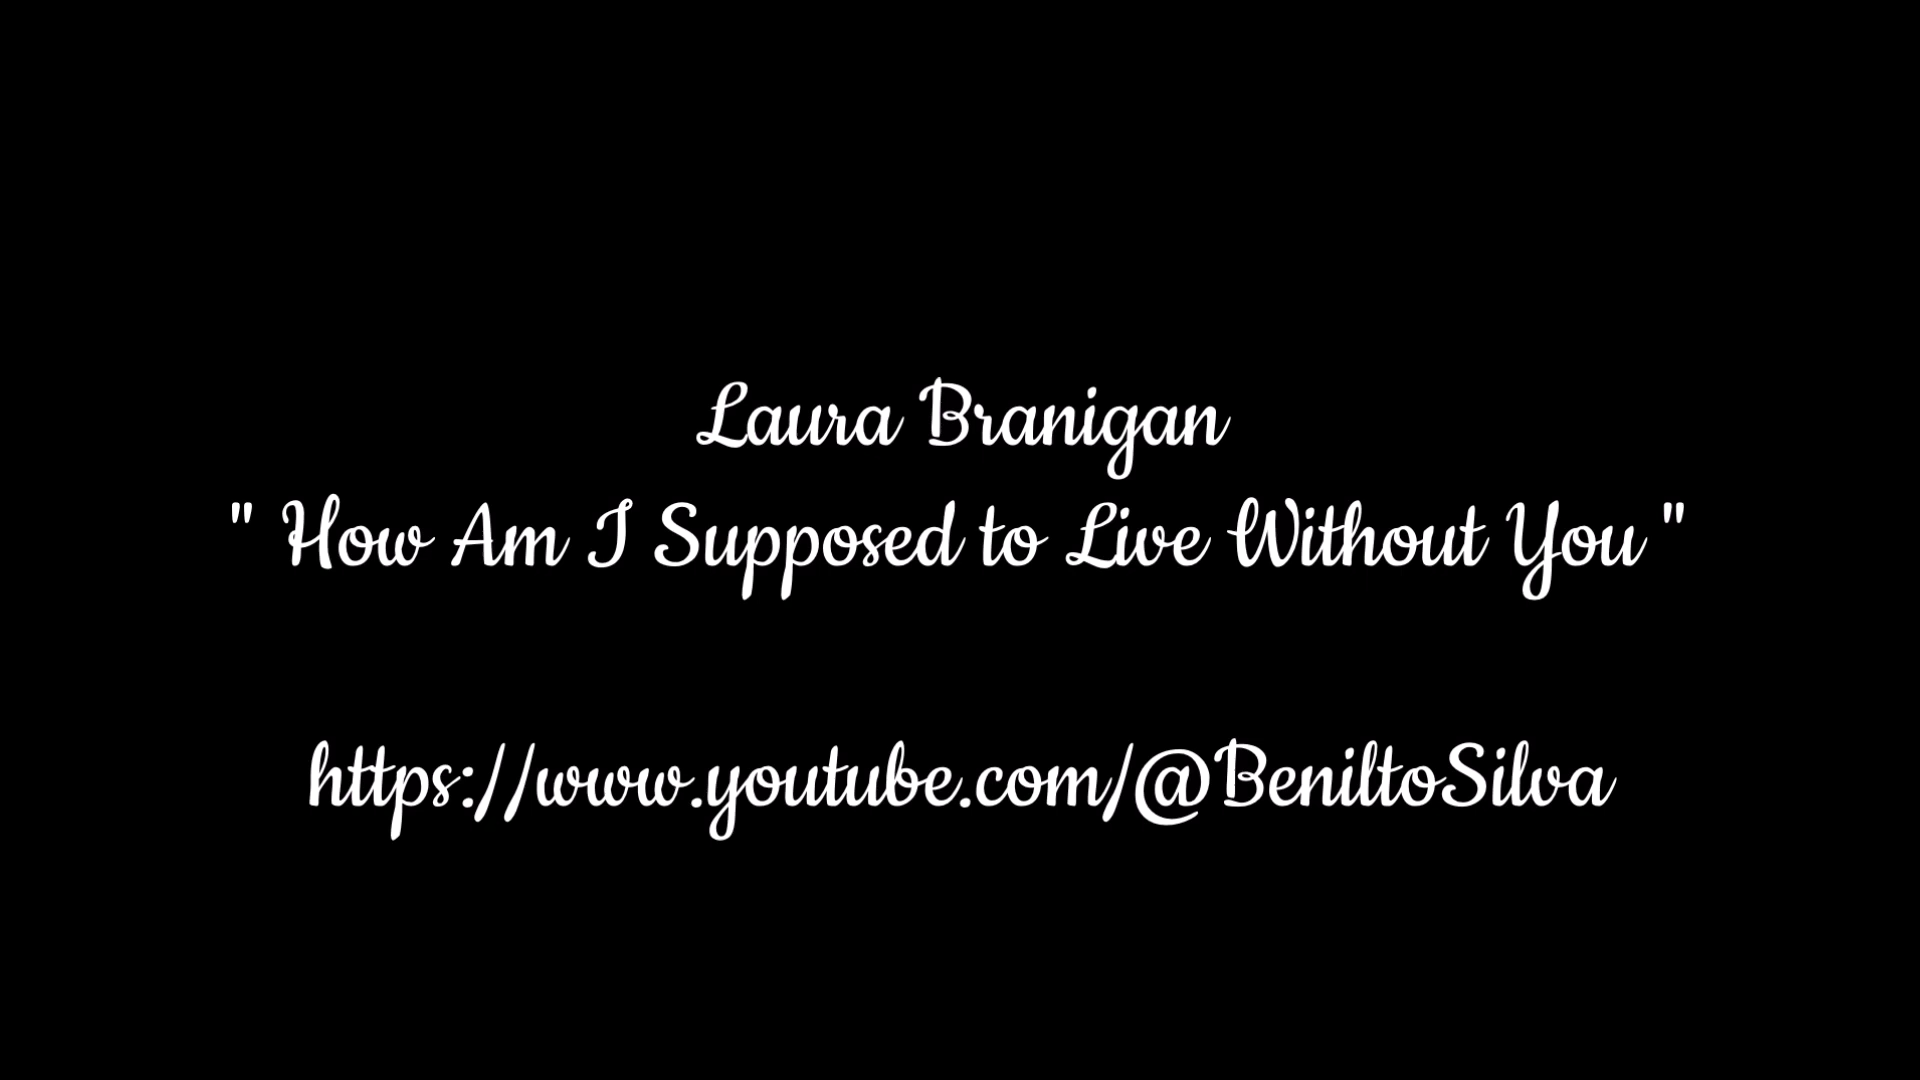 Laura Branigan
" How Am I Supposed to Live Without You "
https://www.youtube.com/@BeniltoSilva